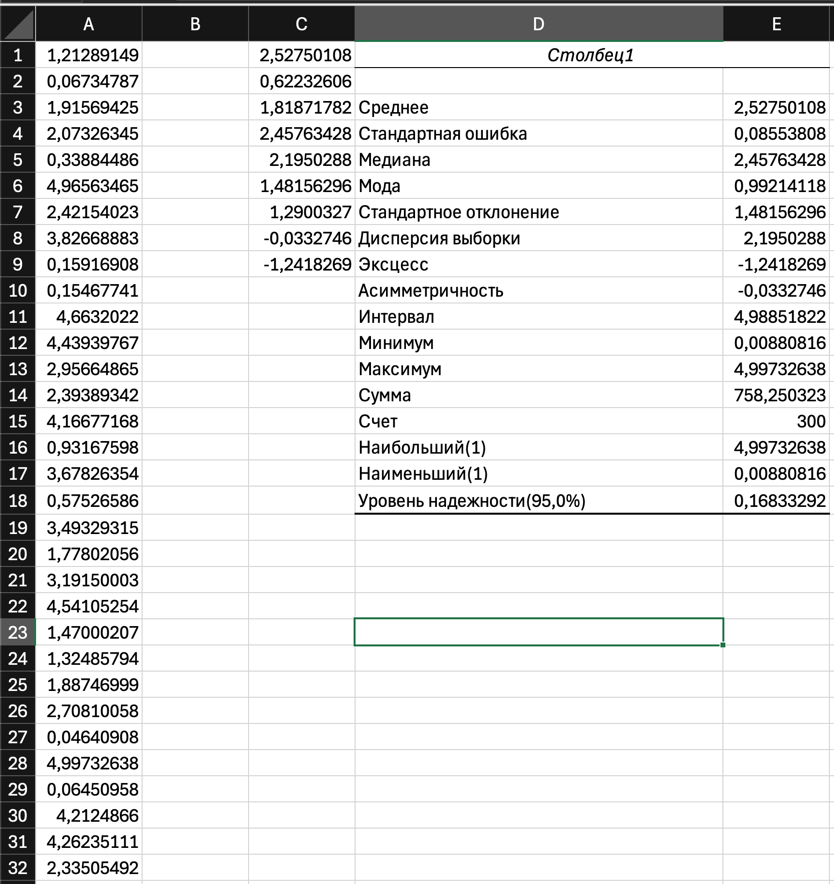 A B C D E
1 1,21289149 2,52750108 Столбец1
2 0,06734787 0,62232606
3 1,91569425 1,81871782 Среднее 2,52750108
4 2,07326345 2,45763428 Стандартная ошибка 0,08553808
5 0,33884486 2,1950288 Медиана 2,45763428
6 4,96563465 1,48156296 Мода 0,99214118
7 2,42154023 1,2900327 Стандартное отклонение 1,48156296
8 3,82668883 -0,0332746 Дисперсия выборки 2,1950288
9 0,15916908 -1,2418269 Эксцесс -1,2418269
10 0,15467741 Асимметричность -0,0332746
11 4,6632022 Интервал 4,98851822
12 4,43939767 Минимум 0,00880816
13 2,95664865 Максимум 4,99732638
14 2,39389342 Сумма 758,250323
15 4,16677168 Счет 300
16 0,93167598 Наибольший(1) 4,99732638
17 3,67826354 Наименьший(1) 0,00880816
18 0,57526586 Уровень надежности(95,0%) 0,16833292
19 3,49329315
20 1,77802056
21 3,19150003
22 4,54105254
23 1,47000207
24 1,32485794
25 1,88746999
26 2,70810058
27 0,04640908
28 4,99732638
29 0,06450958
30 4,2124866
31 4,26235111
32 2,33505492